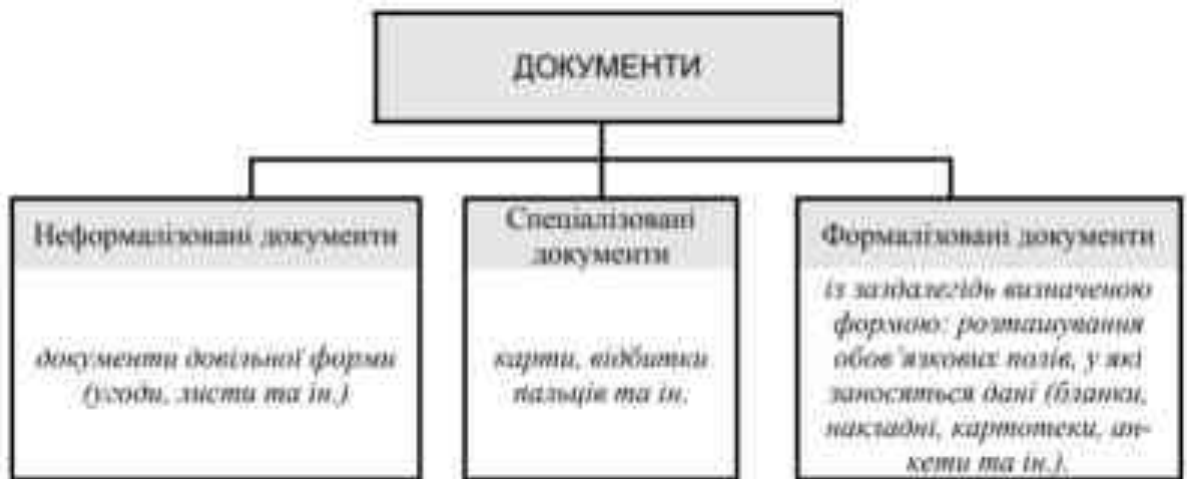 ДОКУМЕНТИ
Неформалізовані документи
документи довільної форми
(угоди, листи та ін.)
Спеціалізовані
документи
карти, відбитки
пальців та ін.
Формалізовані документи
із заздалегідь визначеною
формою: розташування
обов’язкових полів, у які
заносяться дані (бланки,
накладні, картотеки, ан-
кети та ін.).